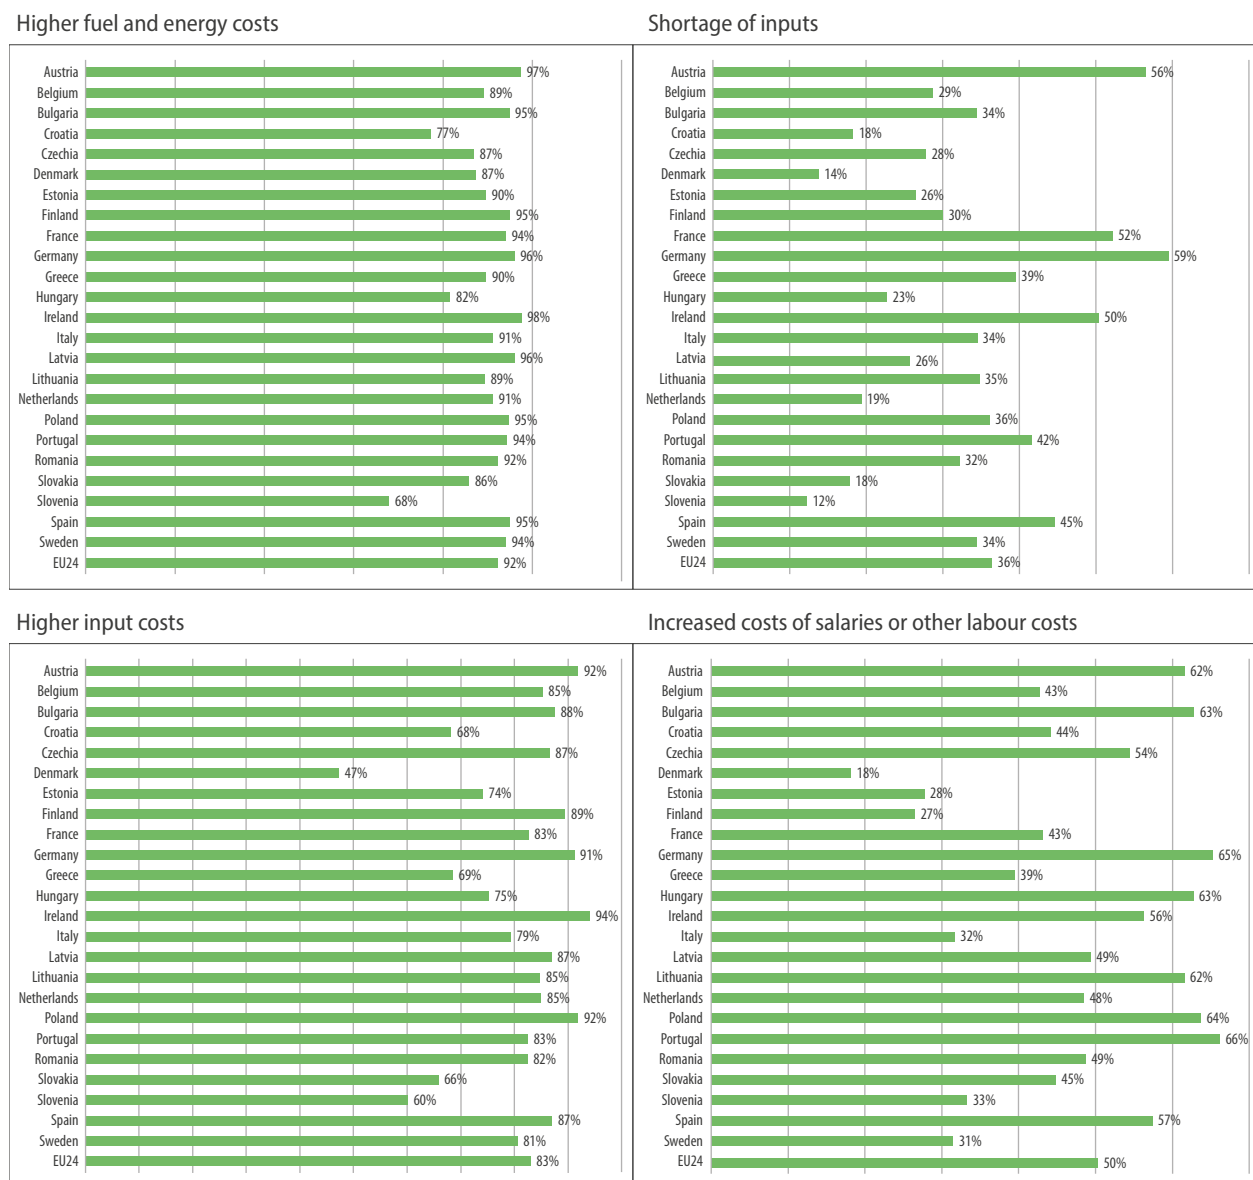 Higher fuel and energy costs
Austria 97%
Belgium 89%
Bulgaria 95%
Croatia 77%
Czechia 87%
Denmark 87%
Estonia 90%
Finland 95%
France 94%
Germany 96%
Greece 90%
Hungary 82%
Ireland 98%
Italy 91%
Latvia 96%
Lithuania 89%
Netherlands 91%
Poland 95%
Portugal 94%
Romania 92%
Slovakia 86%
Slovenia 68%
Spain 95%
Sweden 94%
EU24 92%
Shortage of inputs
Austria 56%
Belgium 29%
Bulgaria 34%
Croatia 18%
Czechia 28%
Denmark 14%
Estonia 26%
Finland 30%
France 52%
Germany 59%
Greece 39%
Hungary 23%
Ireland 50%
Italy 34%
Latvia 26%
Lithuania 35%
Netherlands 19%
Poland 36%
Portugal 42%
Romania 32%
Slovakia 18%
Slovenia 12%
Spain 45%
Sweden 34%
EU24 36%
Higher input costs
Austria 92%
Belgium 85%
Bulgaria 88%
Croatia 68%
Czechia 87%
Denmark 47%
Estonia 74%
Finland 89%
France 83%
Germany 91%
Greece 69%
Hungary 75%
Ireland 94%
Italy 79%
Latvia 87%
Lithuania 85%
Netherlands 85%
Poland 92%
Portugal 83%
Romania 82%
Slovakia 66%
Slovenia 60%
Spain 87%
Sweden 81%
EU24 83%
Increased costs of salaries or other labour costs
Austria 62%
Belgium 43%
Bulgaria 63%
Croatia 44%
Czechia 54%
Denmark 18%
Estonia 28%
Finland 27%
France 43%
Germany 65%
Greece 39%
Hungary 63%
Ireland 56%
Italy 32%
Latvia 49%
Lithuania 62%
Netherlands 48%
Poland 64%
Portugal 66%
Romania 49%
Slovakia 45%
Slovenia 33%
Spain 57%
Sweden 31%
EU24 50%